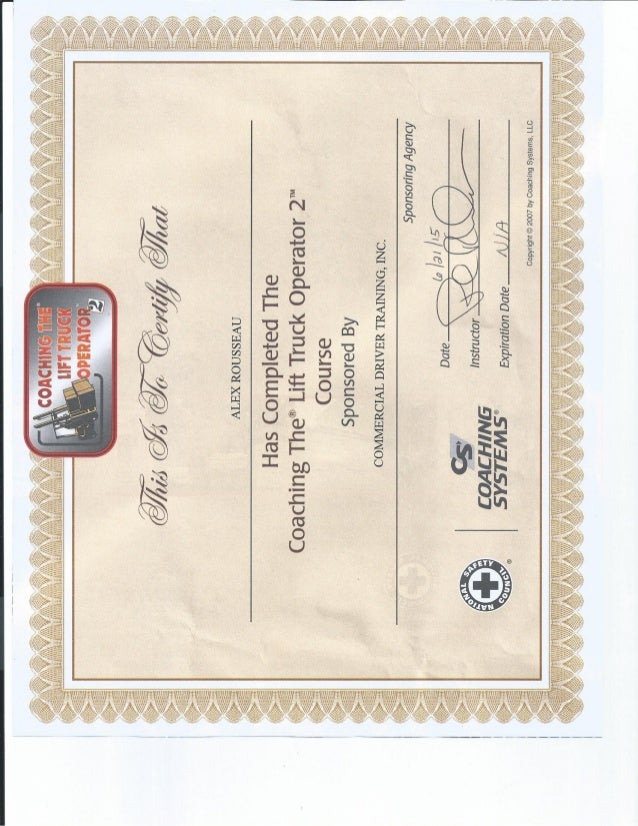 COACHING THE®
LIFT TRUCK
OPERATOR 2
This Is To Certify That
ALEX ROUSSEAU
Has Completed The
Coaching The® Lift Truck Operator 2™
Course
Sponsored By
COMMERCIAL DRIVER TRAINING, INC.
Sponsoring Agency
NATIONAL SAFETY COUNCIL ®
CS®
COACHING
SYSTEMS®
Date 6/21/15
Instructor
Expiration Date N/A
Copyright © 2007 by Coaching Systems, LLC